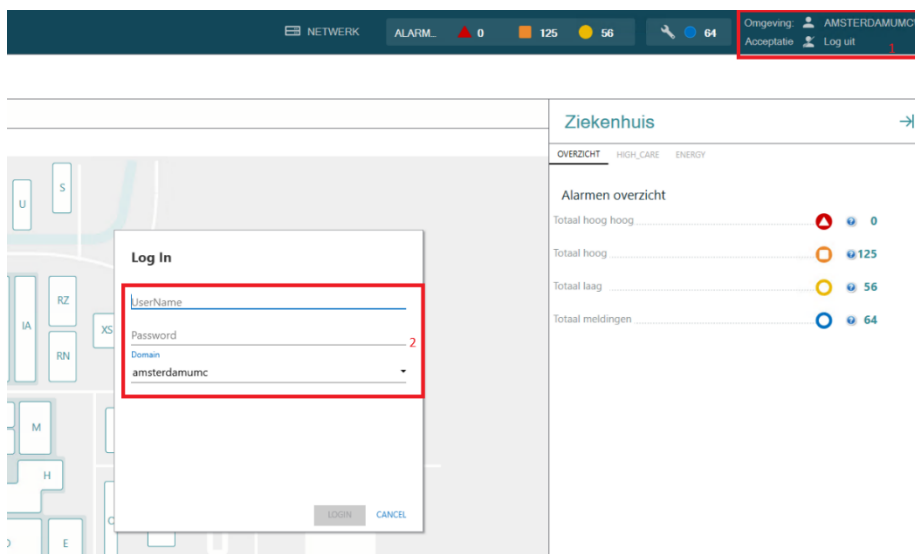 NETWERK ALARM... 0 125 56 64
Omgeving: AMSTERDAMUMC
Acceptatie Log uit 1
Ziekenhuis
OVERZICHT HIGH_CARE ENERGY
Alarmen overzicht
Totaal hoog hoog 0
Totaal hoog 125
Totaal laag 56
Totaal meldingen 64
S
U
RZ
IA
XS
RN
M
H
E
Log In
UserName
Password
2
Domain
amsterdamumc
LOGIN CANCEL